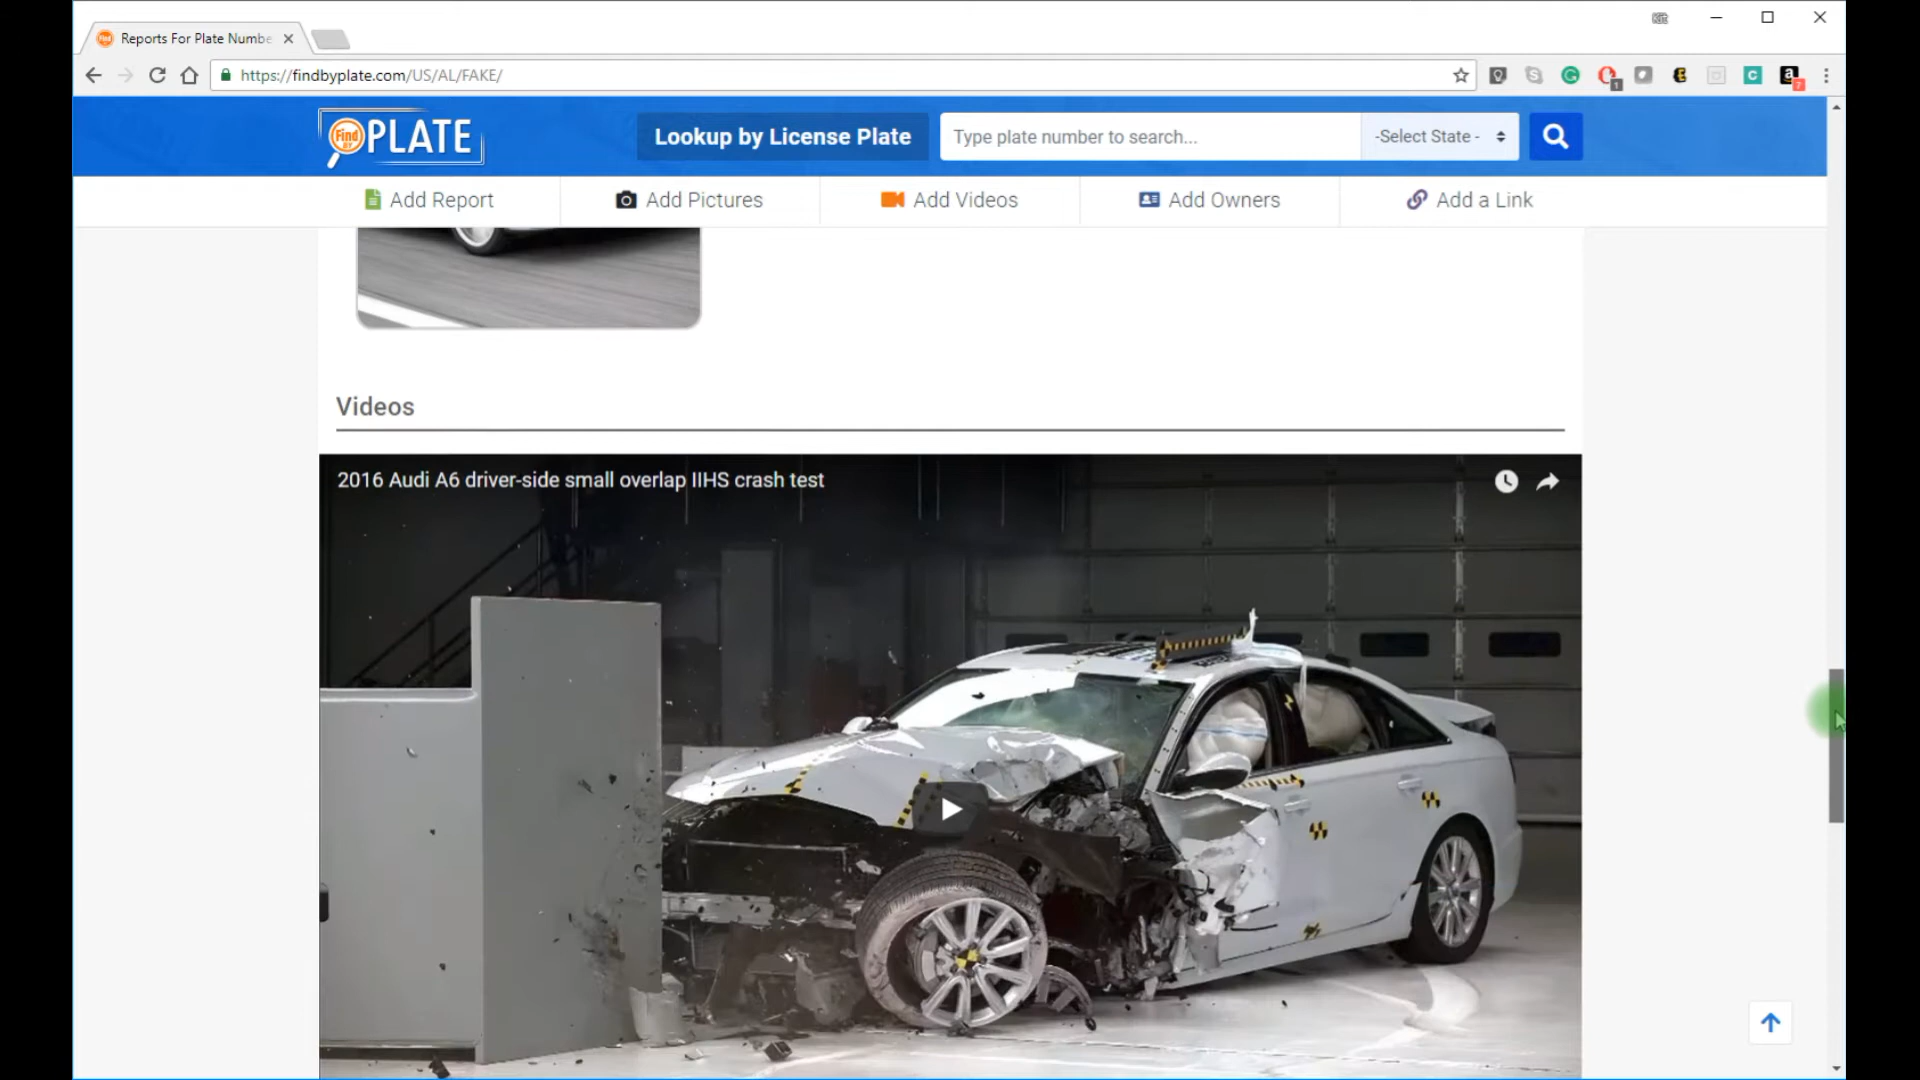 Reports For Plate Numbe
https://findbyplate.com/US/AL/FAKE/
Find BY PLATE
Lookup by License Plate
Type plate number to search...
-Select State -
Add Report
Add Pictures
Add Videos
Add Owners
Add a Link
Videos
2016 Audi A6 driver-side small overlap IIHS crash test